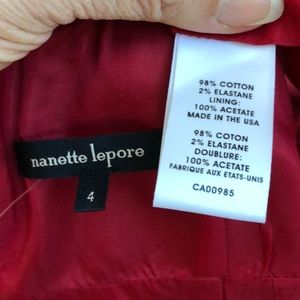 nanette lepore
4
98% COTTON
2% ELASTANE
LINING:
100% ACETATE
MADE IN THE USA
98% COTON
2% ELASTANE
DOUBLURE:
100% ACETATE
FABRIQUE AUX ETATS-UNIS
CA00985